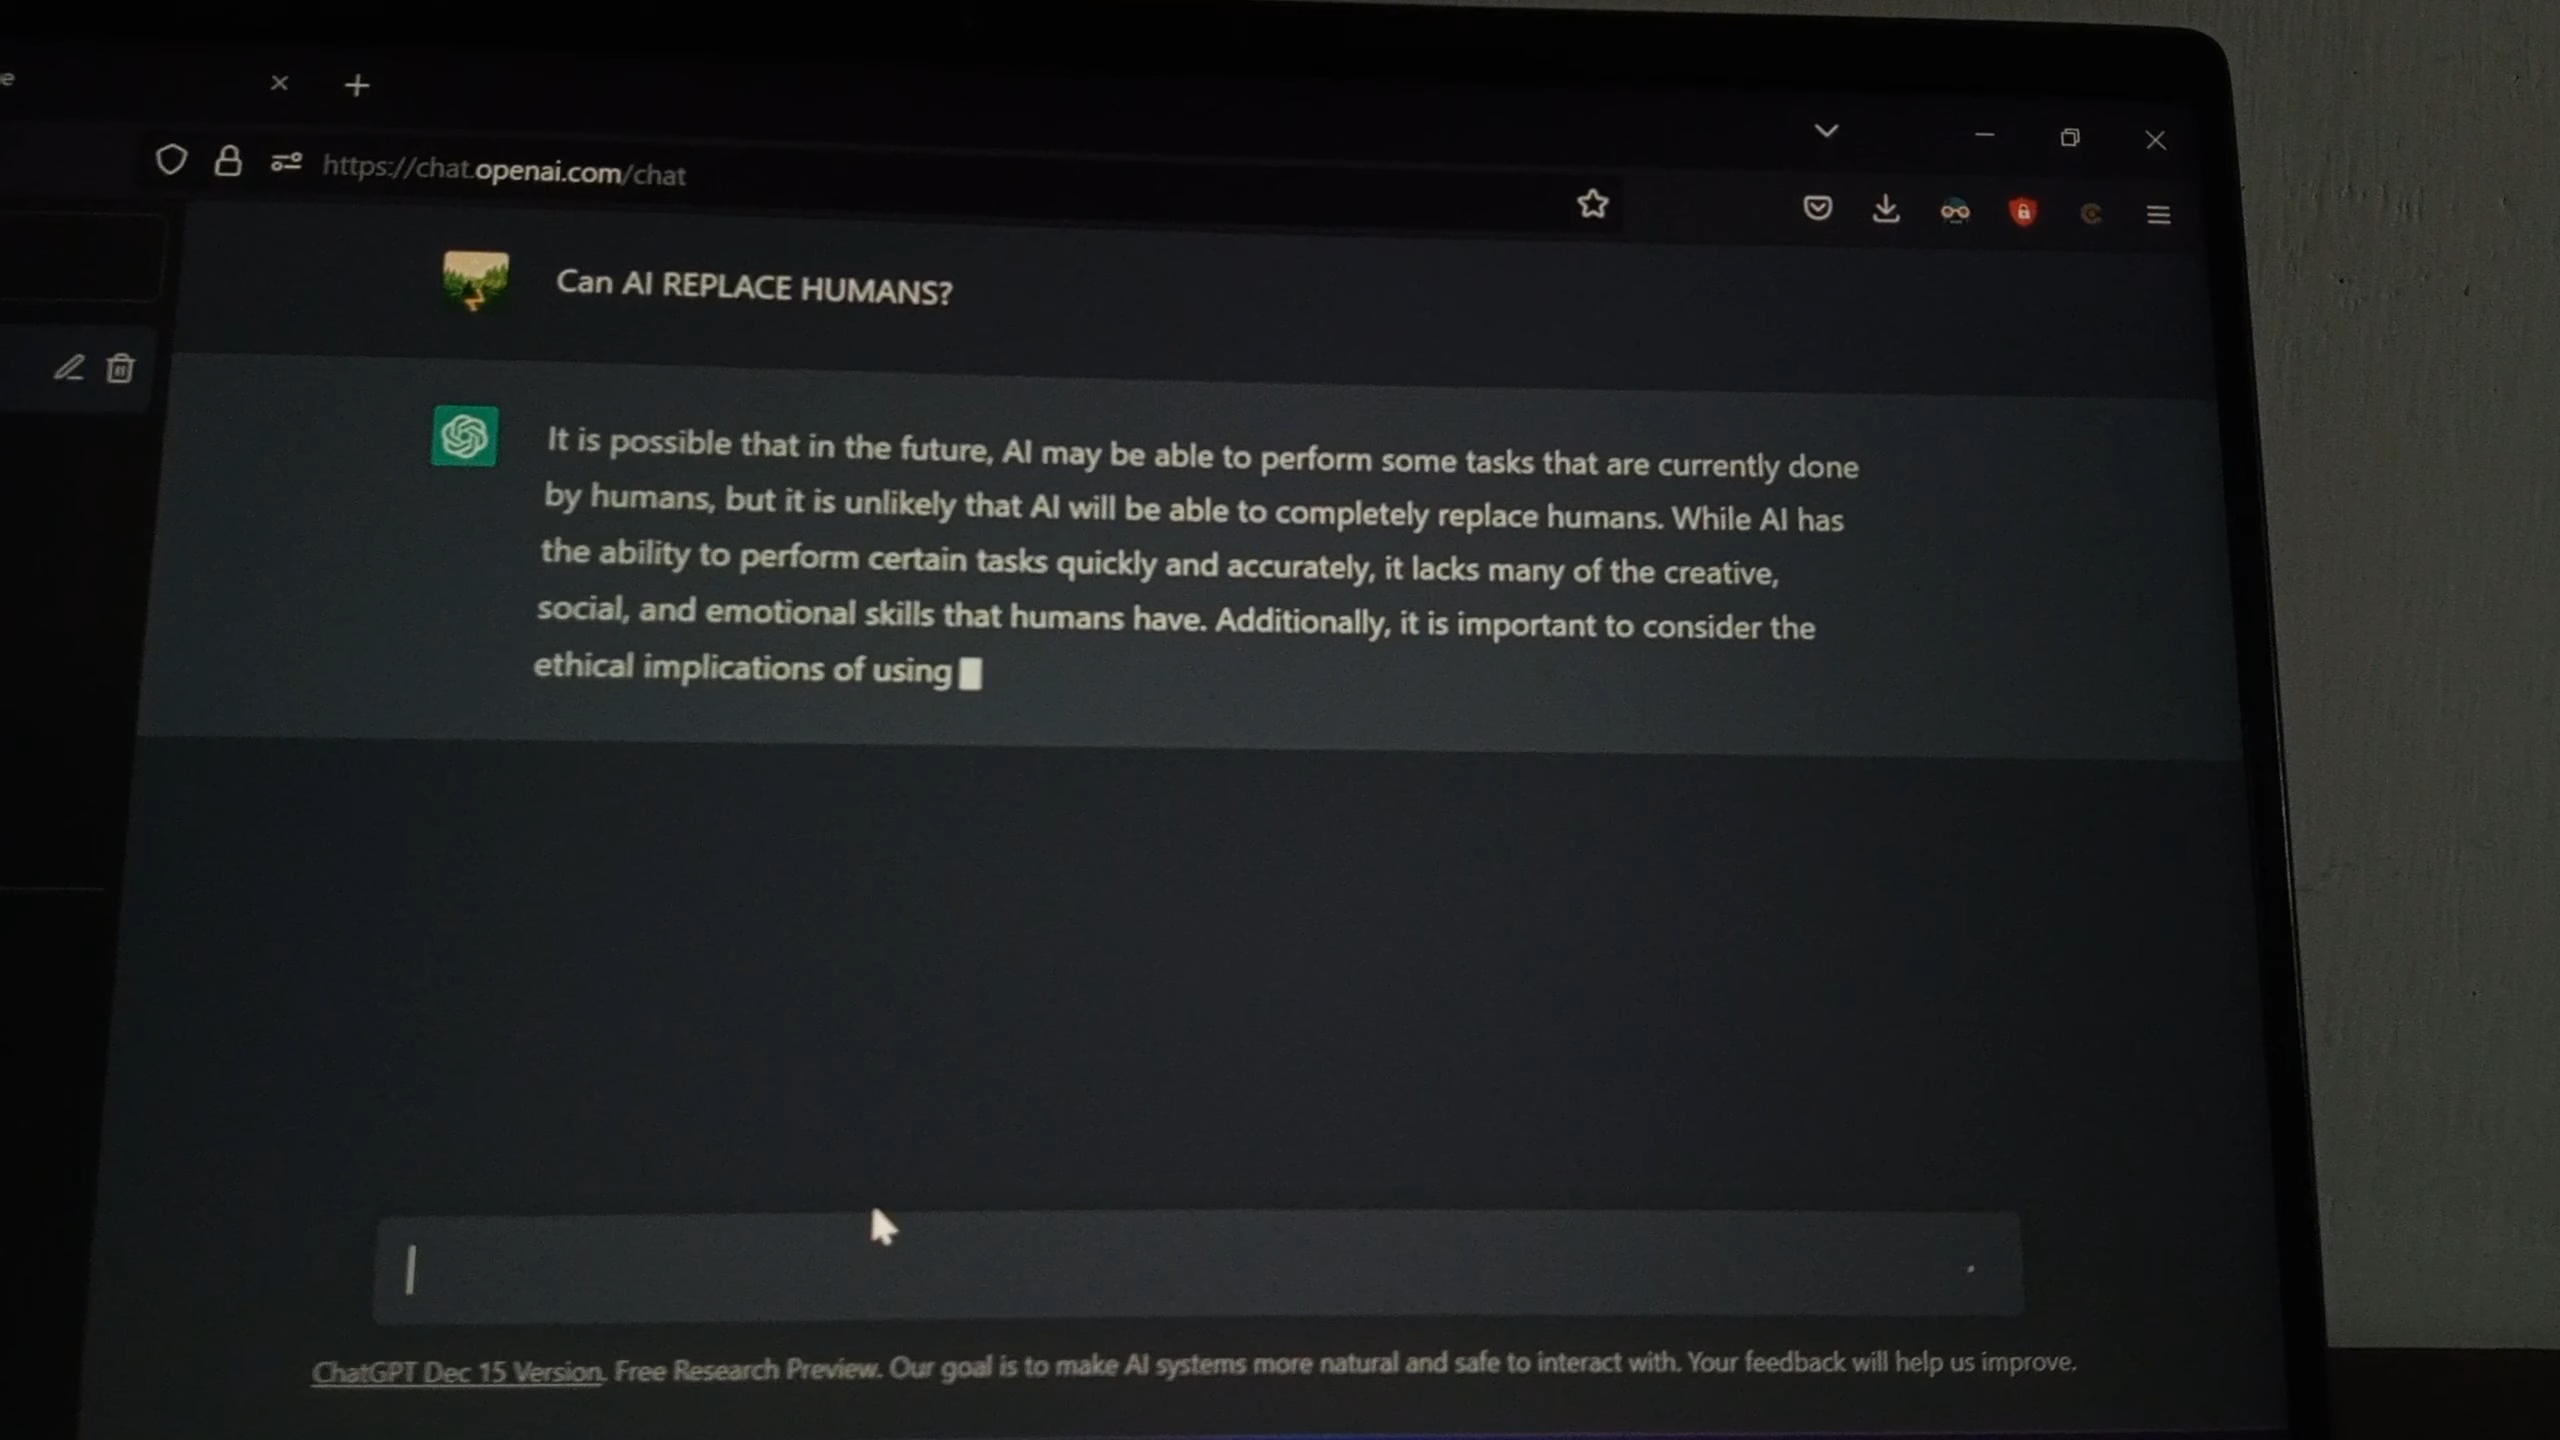 e
https://chat.openai.com/chat
Can AI REPLACE HUMANS?
It is possible that in the future, AI may be able to perform some tasks that are currently done
by humans, but it is unlikely that AI will be able to completely replace humans. While AI has
the ability to perform certain tasks quickly and accurately, it lacks many of the creative,
social, and emotional skills that humans have. Additionally, it is important to consider the
ethical implications of using
ChatGPT Dec 15 Version. Free Research Preview. Our goal is to make AI systems more natural and safe to interact with. Your feedback will help us improve.